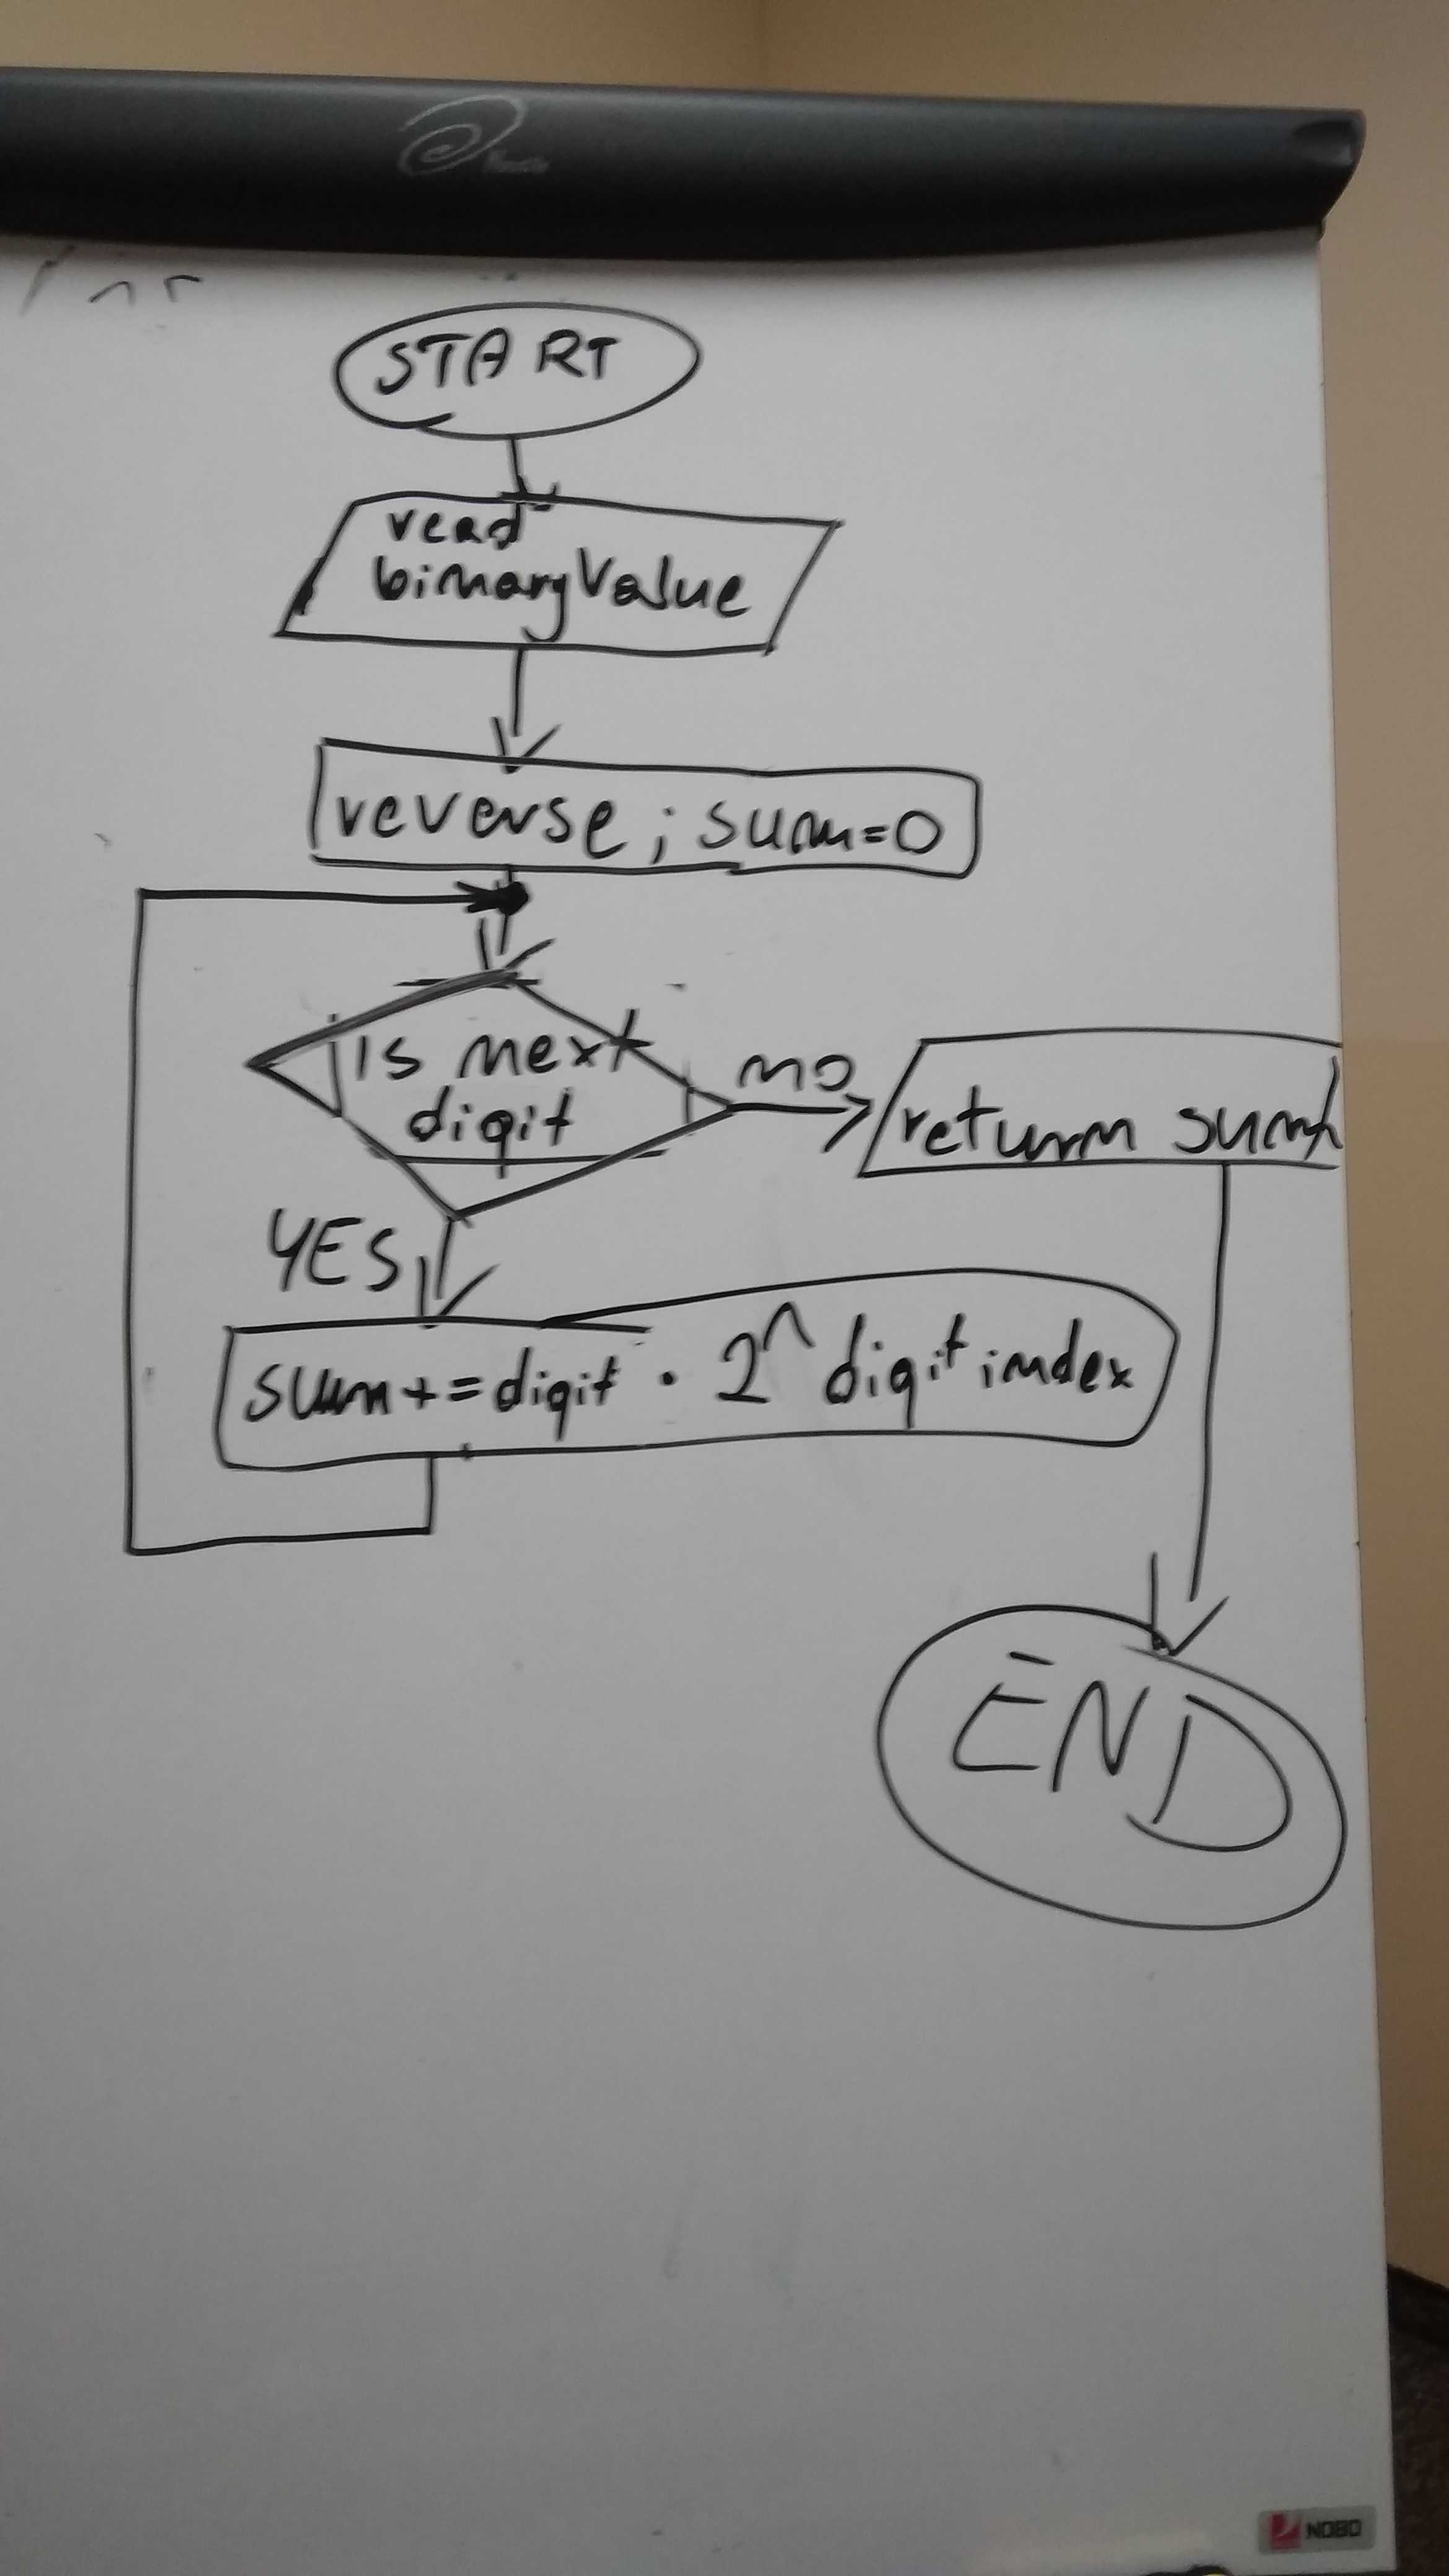 START
read
binaryValue
reverse; sum=0
is next
digit
no
return sum
YES
sum+=digit · 2^digit index
END
NOBO